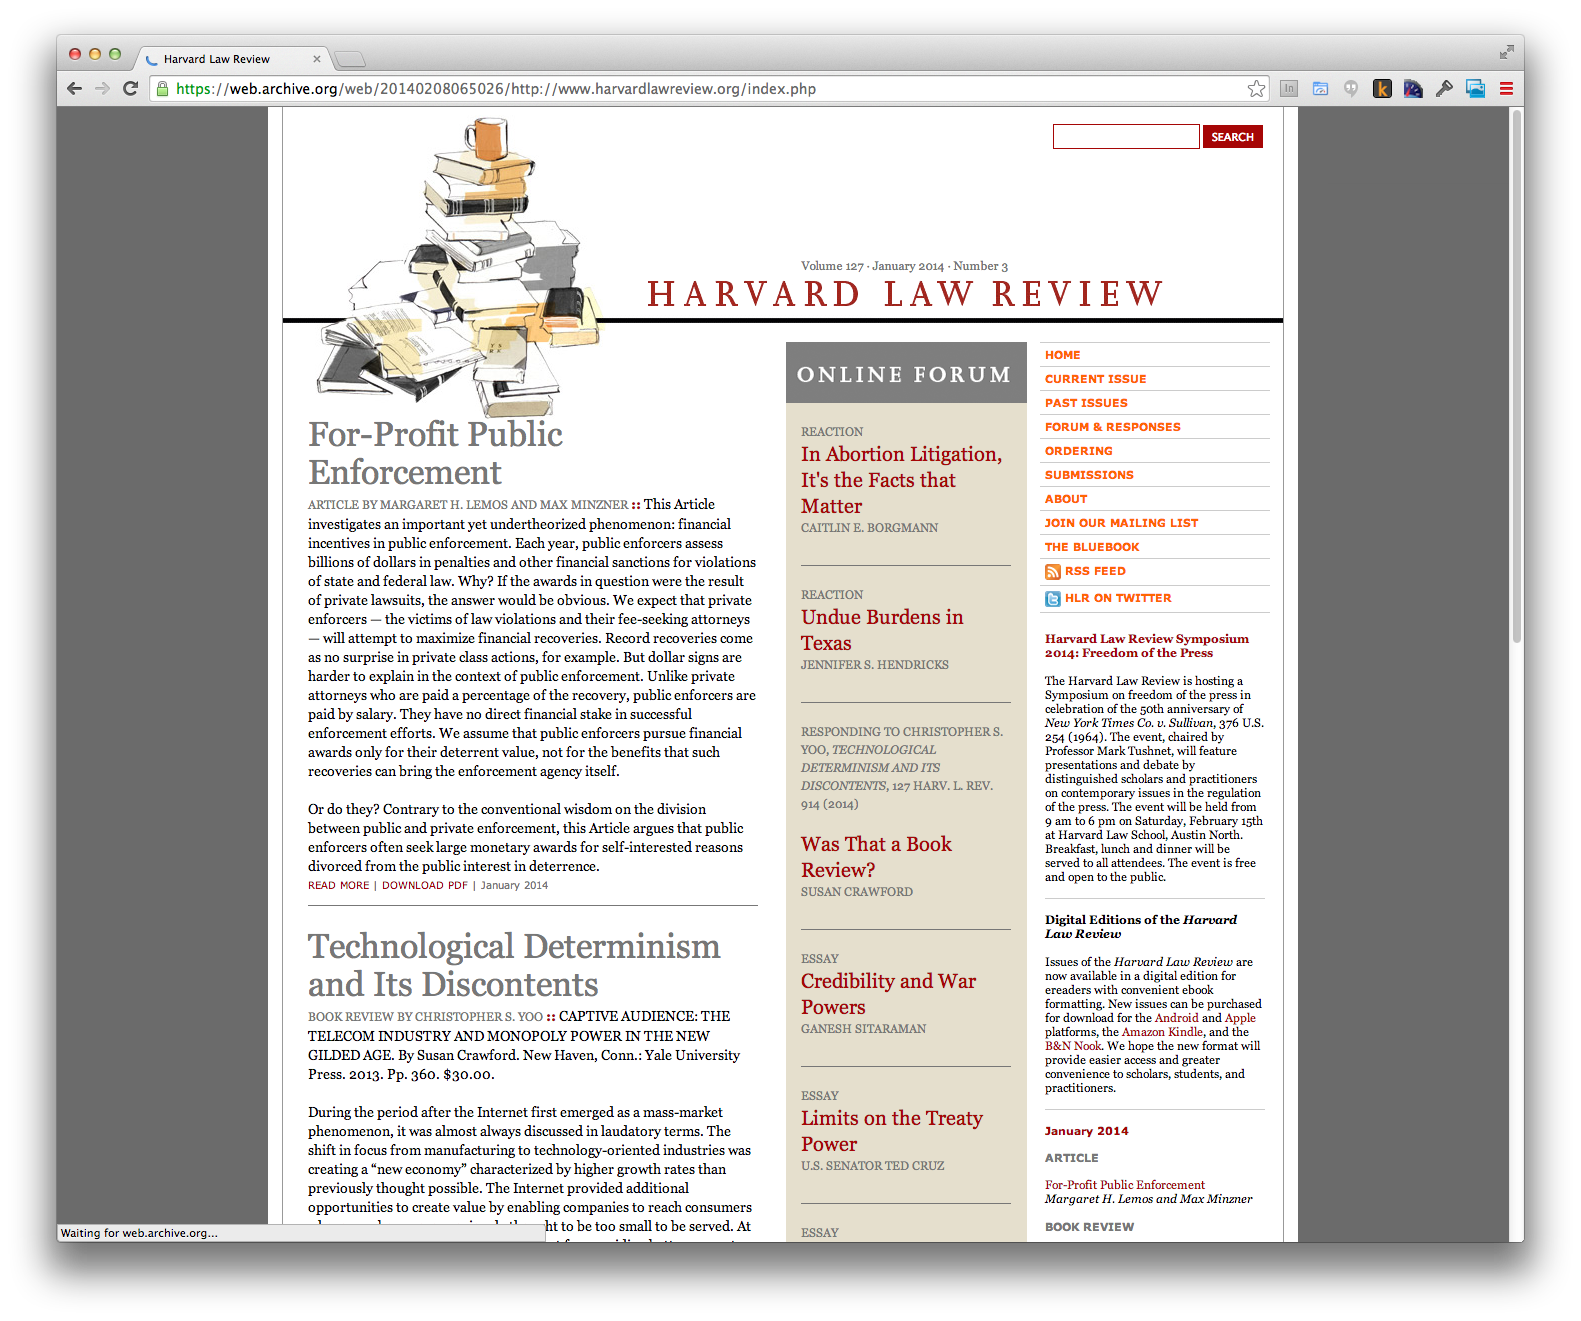 Harvard Law Review
https://web.archive.org/web/20140208065026/http://www.harvardlawreview.org/index.php
SEARCH
Volume 127 · January 2014 · Number 3
HARVARD LAW REVIEW
For-Profit Public
Enforcement
ARTICLE BY MARGARET H. LEMOS AND MAX MINZNER :: This Article
investigates an important yet undertheorized phenomenon: financial
incentives in public enforcement. Each year, public enforcers assess
billions of dollars in penalties and other financial sanctions for violations
of state and federal law. Why? If the awards in question were the result
of private lawsuits, the answer would be obvious. We expect that private
enforcers — the victims of law violations and their fee-seeking attorneys
— will attempt to maximize financial recoveries. Record recoveries come
as no surprise in private class actions, for example. But dollar signs are
harder to explain in the context of public enforcement. Unlike private
attorneys who are paid a percentage of the recovery, public enforcers are
paid by salary. They have no direct financial stake in successful
enforcement efforts. We assume that public enforcers pursue financial
awards only for their deterrent value, not for the benefits that such
recoveries can bring the enforcement agency itself.
Or do they? Contrary to the conventional wisdom on the division
between public and private enforcement, this Article argues that public
enforcers often seek large monetary awards for self-interested reasons
divorced from the public interest in deterrence.
READ MORE | DOWNLOAD PDF | January 2014
Technological Determinism
and Its Discontents
BOOK REVIEW BY CHRISTOPHER S. YOO :: CAPTIVE AUDIENCE: THE
TELECOM INDUSTRY AND MONOPOLY POWER IN THE NEW
GILDED AGE. By Susan Crawford. New Haven, Conn.: Yale University
Press. 2013. Pp. 360. $30.00.
During the period after the Internet first emerged as a mass-market
phenomenon, it was almost always discussed in laudatory terms. The
shift in focus from manufacturing to technology-oriented industries was
creating a “new economy” characterized by higher growth rates than
previously thought possible. The Internet provided additional
opportunities to create value by enabling companies to reach consumers
to be too small to be served. At
Waiting for web.archive.org...
ONLINE FORUM
REACTION
In Abortion Litigation,
It's the Facts that
Matter
CAITLIN E. BORGMANN
REACTION
Undue Burdens in
Texas
JENNIFER S. HENDRICKS
RESPONDING TO CHRISTOPHER S.
YOO, TECHNOLOGICAL
DETERMINISM AND ITS
DISCONTENTS, 127 HARV. L. REV.
914 (2014)
Was That a Book
Review?
SUSAN CRAWFORD
ESSAY
Credibility and War
Powers
GANESH SITARAMAN
ESSAY
Limits on the Treaty
Power
U.S. SENATOR TED CRUZ
ESSAY
HOME
CURRENT ISSUE
PAST ISSUES
FORUM & RESPONSES
ORDERING
SUBMISSIONS
ABOUT
JOIN OUR MAILING LIST
THE BLUEBOOK
RSS FEED
HLR ON TWITTER
Harvard Law Review Symposium
2014: Freedom of the Press
The Harvard Law Review is hosting a
Symposium on freedom of the press in
celebration of the 50th anniversary of
New York Times Co. v. Sullivan, 376 U.S.
254 (1964). The event, chaired by
Professor Mark Tushnet, will feature
presentations and debate by
distinguished scholars and practitioners
on contemporary issues in the regulation
of the press. The event will be held from
9 am to 6 pm on Saturday, February 15th
at Harvard Law School, Austin North.
Breakfast, lunch and dinner will be
served to all attendees. The event is free
and open to the public.
Digital Editions of the Harvard
Law Review
Issues of the Harvard Law Review are
now available in a digital edition for
ereaders with convenient ebook
formatting. New issues can be purchased
for download for the Android and Apple
platforms, the Amazon Kindle, and the
B&N Nook. We hope the new format will
provide easier access and greater
convenience to scholars, students, and
practitioners.
January 2014
ARTICLE
For-Profit Public Enforcement
Margaret H. Lemos and Max Minzner
BOOK REVIEW